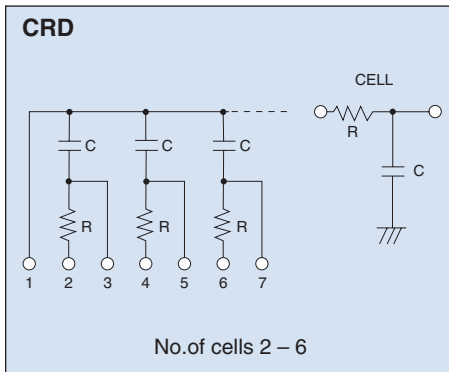 CRD
CELL
R
C C C C
R R R
1 2 3 4 5 6 7
No.of cells 2 – 6